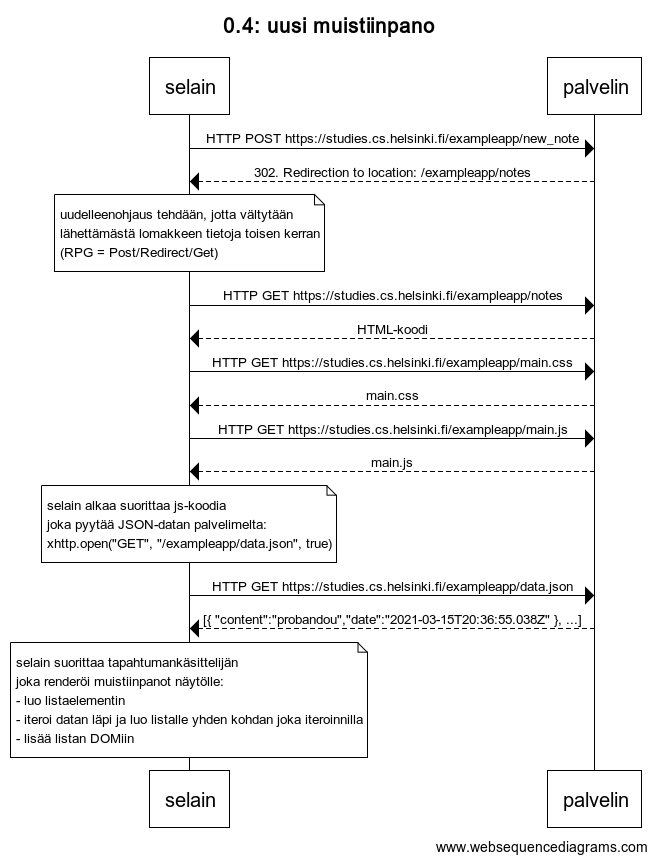 0.4: uusi muistiinpano
selain
palvelin
HTTP POST https://studies.cs.helsinki.fi/exampleapp/new_note
302. Redirection to location: /exampleapp/notes
uudelleenohjaus tehdään, jotta vältytään
lähettämästä lomakkeen tietoja toisen kerran
(RPG = Post/Redirect/Get)
HTTP GET https://studies.cs.helsinki.fi/exampleapp/notes
HTML-koodi
HTTP GET https://studies.cs.helsinki.fi/exampleapp/main.css
main.css
HTTP GET https://studies.cs.helsinki.fi/exampleapp/main.js
main.js
selain alkaa suorittaa js-koodia
joka pyytää JSON-datan palvelimelta:
xhttp.open("GET", "/exampleapp/data.json", true)
HTTP GET https://studies.cs.helsinki.fi/exampleapp/data.json
[{ "content":"probandou","date":"2021-03-15T20:36:55.038Z" }, ...]
selain suorittaa tapahtumankäsittelijän
joka renderöi muistiinpanot näytölle:
- luo listaelementin
- iteroi datan läpi ja luo listalle yhden kohdan joka iteroinnilla
- lisää listan DOMiin
selain
palvelin
www.websequencediagrams.com